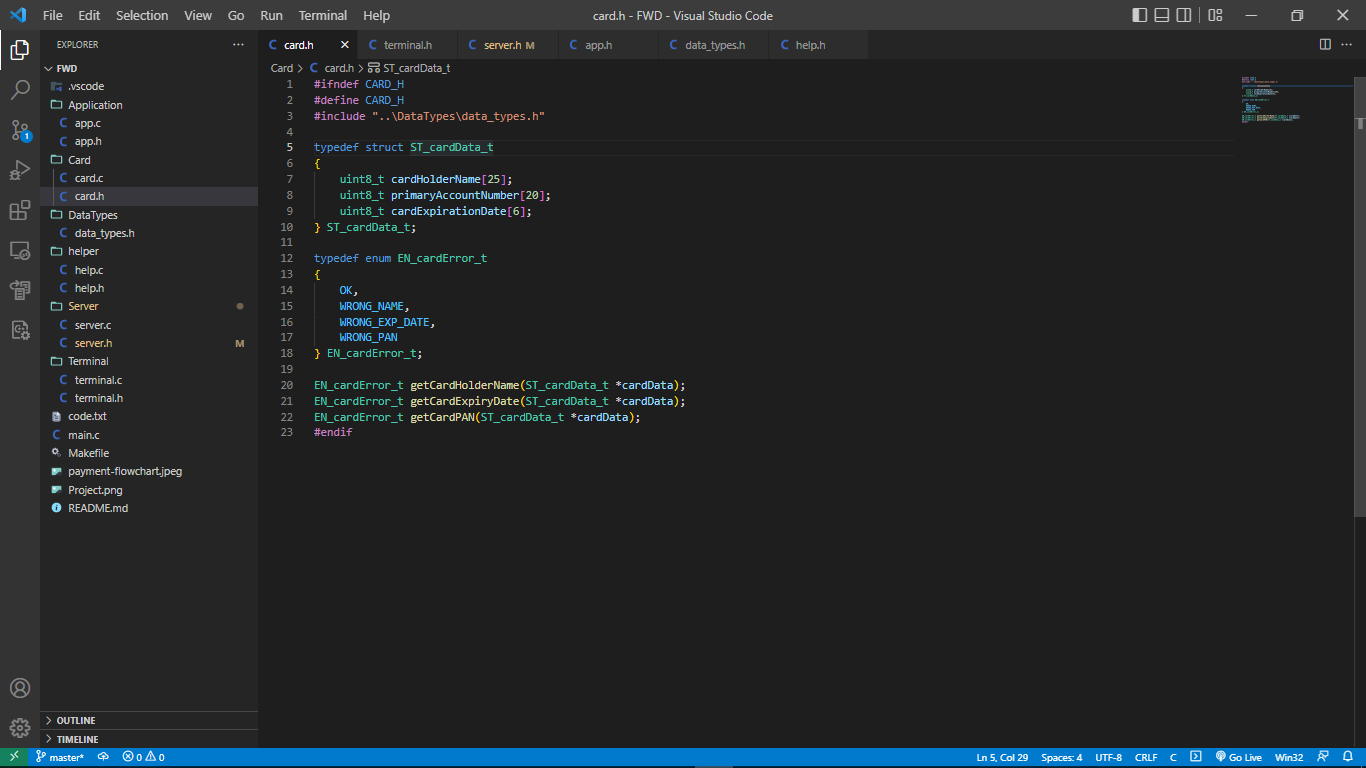 File Edit Selection View Go Run Terminal Help card.h - FWD - Visual Studio Code
EXPLORER
FWD
.vscode
Application
app.c
app.h
Card
card.c
card.h
DataTypes
data_types.h
helper
help.c
help.h
Server
server.c
server.h M
Terminal
terminal.c
terminal.h
code.txt
main.c
Makefile
payment-flowchart.jpeg
Project.png
README.md
OUTLINE
TIMELINE
card.h terminal.h server.h M app.h data_types.h help.h
Card > card.h > ST_cardData_t
1 #ifndef CARD_H
2 #define CARD_H
3 #include "..\DataTypes\data_types.h"
4
5 typedef struct ST_cardData_t
6 {
7 uint8_t cardHolderName[25];
8 uint8_t primaryAccountNumber[20];
9 uint8_t cardExpirationDate[6];
10 } ST_cardData_t;
11
12 typedef enum EN_cardError_t
13 {
14 OK,
15 WRONG_NAME,
16 WRONG_EXP_DATE,
17 WRONG_PAN
18 } EN_cardError_t;
19
20 EN_cardError_t getCardHolderName(ST_cardData_t *cardData);
21 EN_cardError_t getCardExpiryDate(ST_cardData_t *cardData);
22 EN_cardError_t getCardPAN(ST_cardData_t *cardData);
23 #endif
1
master* 0 0 Ln 5, Col 29 Spaces: 4 UTF-8 CRLF C Go Live Win32